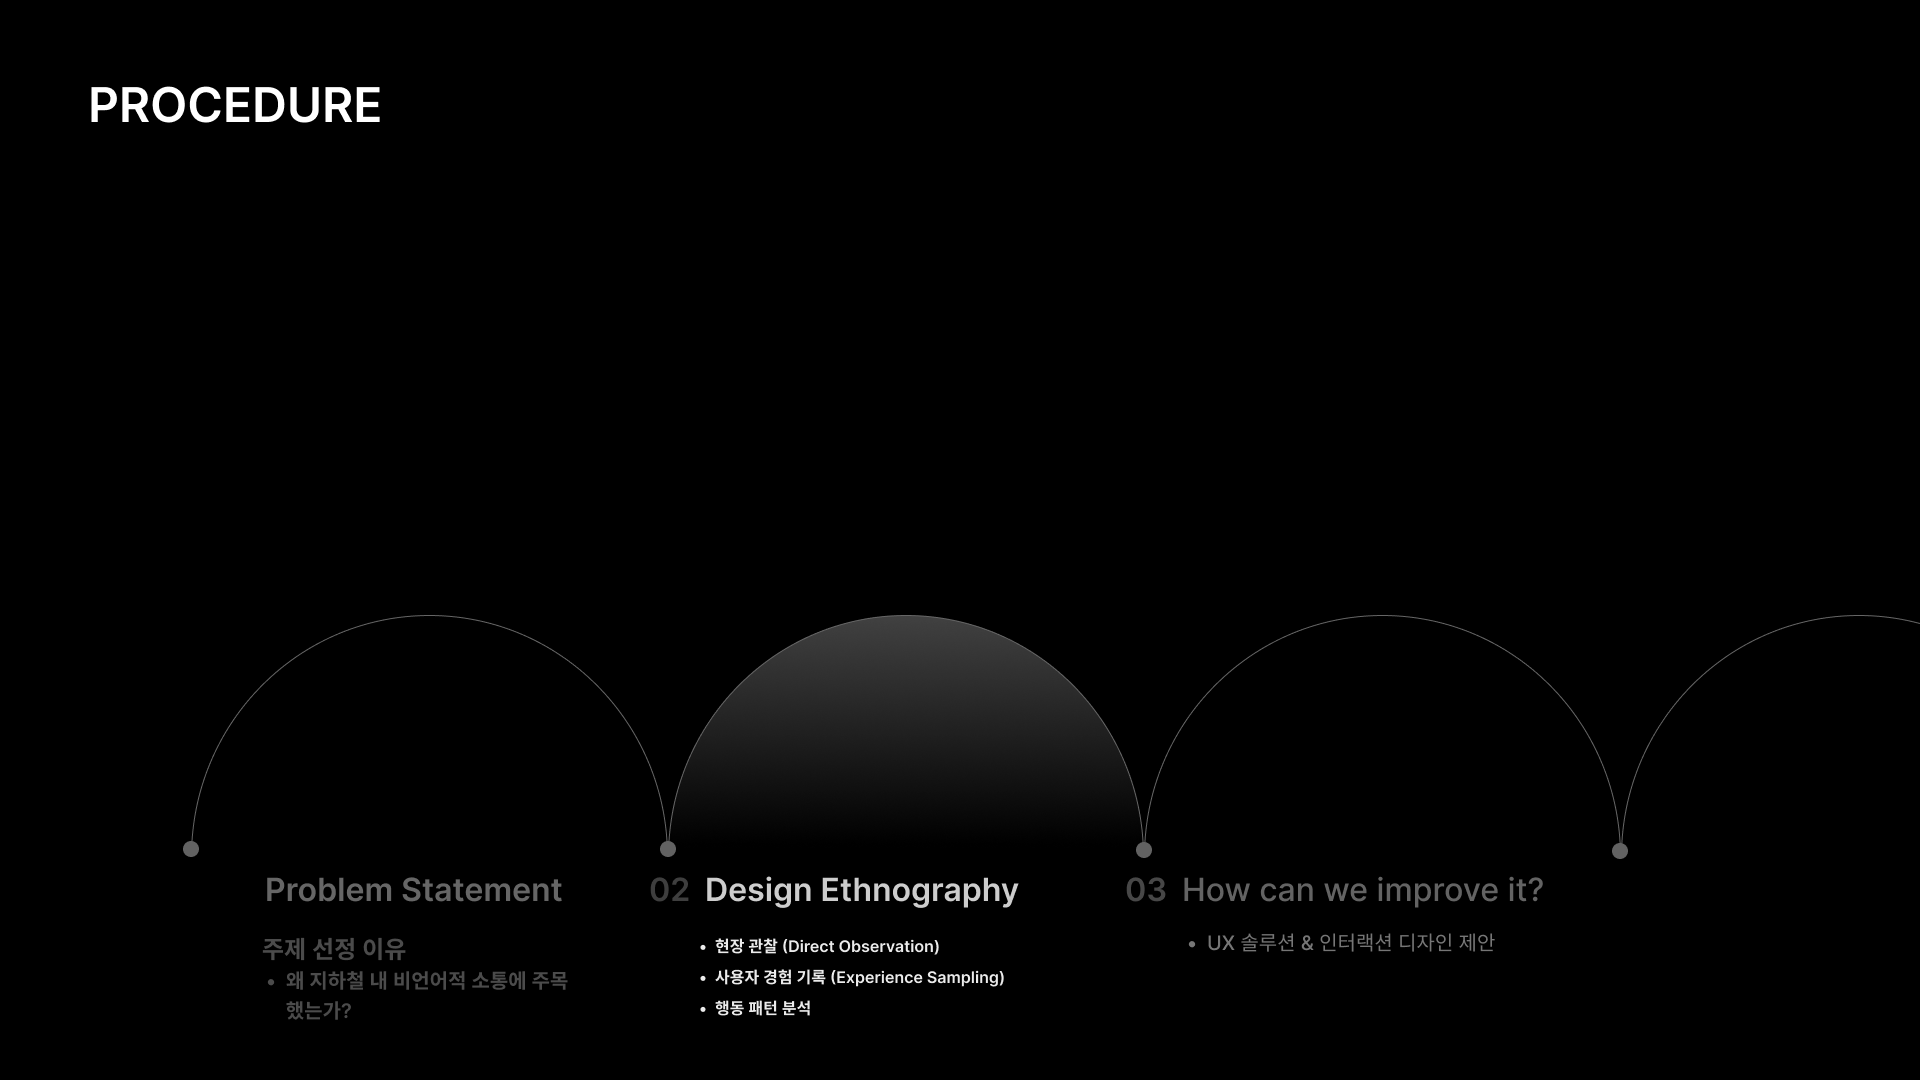 PROCEDURE
Problem Statement
주제 선정 이유
• 왜 지하철 내 비언어적 소통에 주목
했는가?
02 Design Ethnography
• 현장 관찰 (Direct Observation)
• 사용자 경험 기록 (Experience Sampling)
• 행동 패턴 분석
03 How can we improve it?
• UX 솔루션 & 인터랙션 디자인 제안